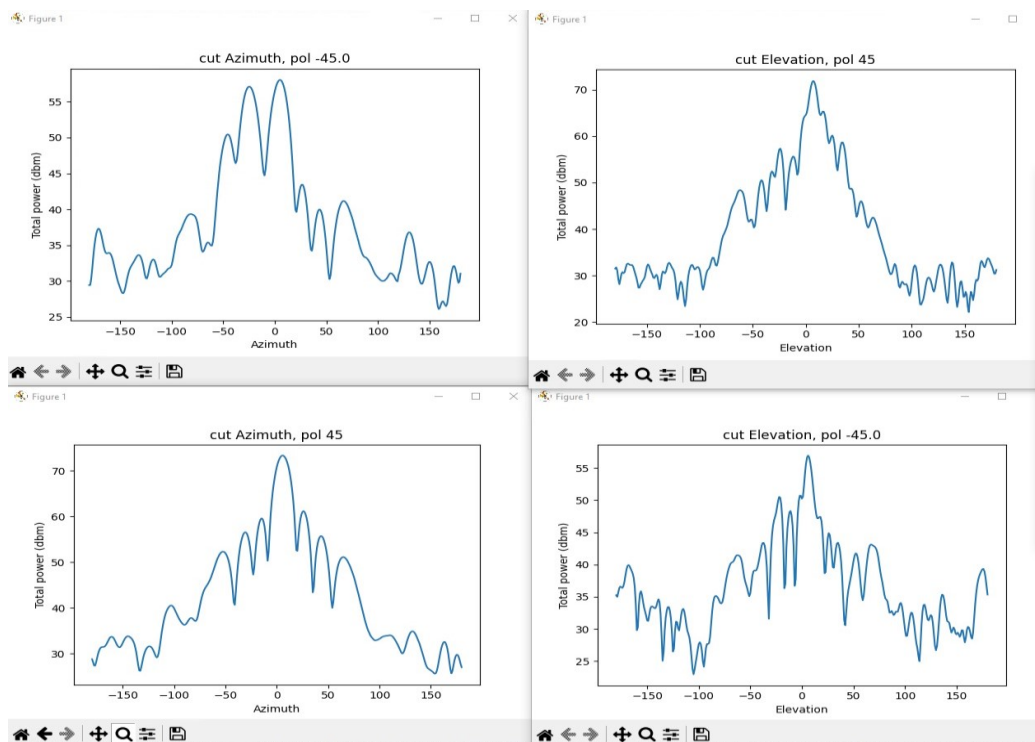 Figure 1
cut Azimuth, pol -45.0
Total power (dbm)
55
50
45
40
35
30
25
−150 −100 −50 0 50 100 150
Azimuth
Figure 1
cut Elevation, pol 45
Total power (dbm)
70
60
50
40
30
20
−150 −100 −50 0 50 100 150
Elevation
Figure 1
cut Azimuth, pol 45
Total power (dbm)
70
60
50
40
30
−150 −100 −50 0 50 100 150
Azimuth
Figure 1
cut Elevation, pol -45.0
Total power (dbm)
55
50
45
40
35
30
25
−150 −100 −50 0 50 100 150
Elevation